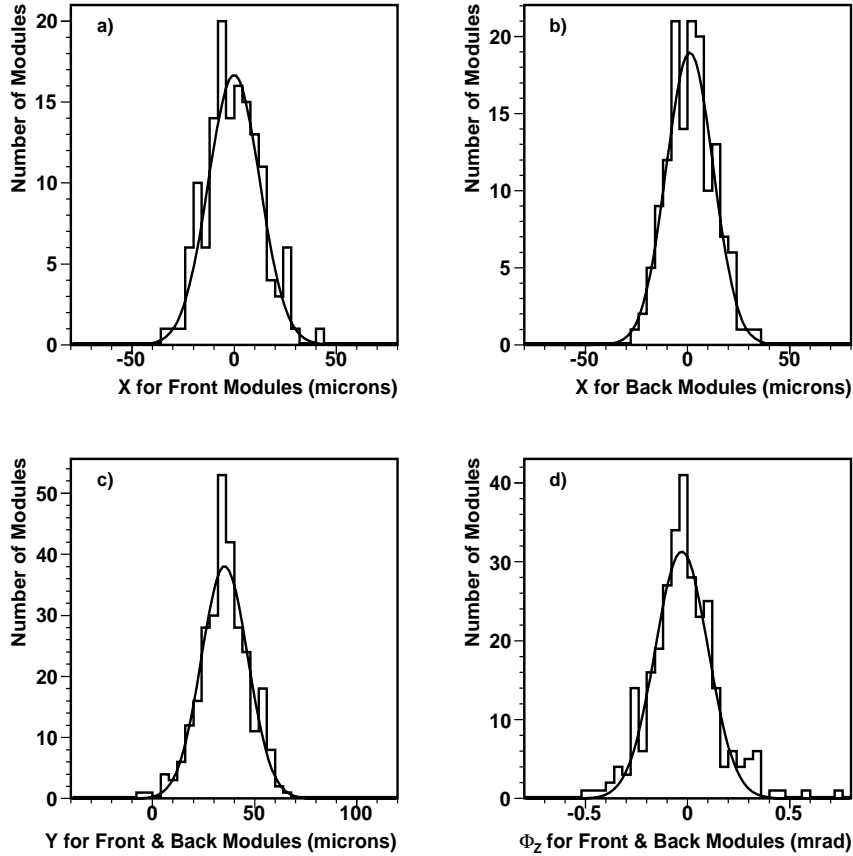 a)
Number of Modules
20
15
10
5
0
-50 0 50
X for Front Modules (microns)
b)
Number of Modules
20
15
10
5
0
-50 0 50
X for Back Modules (microns)
c)
Number of Modules
50
40
30
20
10
0
0 50 100
Y for Front & Back Modules (microns)
d)
Number of Modules
40
30
20
10
0
-0.5 0 0.5
Φz for Front & Back Modules (mrad)